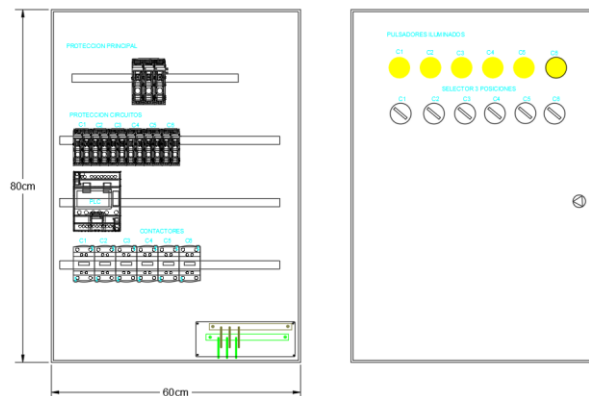 PROTECCION PRINCIPAL
PROTECCION CIRCUITOS
C1 C2 C3 C4 C5 C6
PLC
CONTACTORES
C1 C2 C3 C4 C5 C6
80cm
60cm
PULSADORES ILUMINADOS
C1 C2 C3 C4 C5 C6
SELECTOR 3 POSICIONES
C1 C2 C3 C4 C5 C6